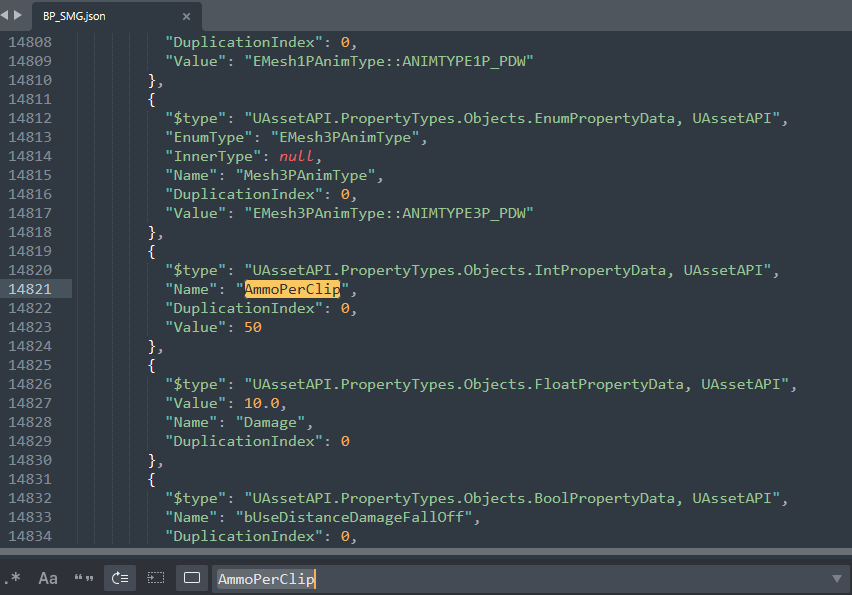 BP_SMG.json
14808 "DuplicationIndex": 0,
14809 "Value": "EMesh1PAnimType::ANIMTYPE1P_PDW"
14810 },
14811 {
14812 "$type": "UAssetAPI.PropertyTypes.Objects.EnumPropertyData, UAssetAPI",
14813 "EnumType": "EMesh3PAnimType",
14814 "InnerType": null,
14815 "Name": "Mesh3PAnimType",
14816 "DuplicationIndex": 0,
14817 "Value": "EMesh3PAnimType::ANIMTYPE3P_PDW"
14818 },
14819 {
14820 "$type": "UAssetAPI.PropertyTypes.Objects.IntPropertyData, UAssetAPI",
14821 "Name": "AmmoPerClip",
14822 "DuplicationIndex": 0,
14823 "Value": 50
14824 },
14825 {
14826 "$type": "UAssetAPI.PropertyTypes.Objects.FloatPropertyData, UAssetAPI",
14827 "Value": 10.0,
14828 "Name": "Damage",
14829 "DuplicationIndex": 0
14830 },
14831 {
14832 "$type": "UAssetAPI.PropertyTypes.Objects.BoolPropertyData, UAssetAPI",
14833 "Name": "bUseDistanceDamageFallOff",
14834 "DuplicationIndex": 0,
.* Aa “” AmmoPerClip